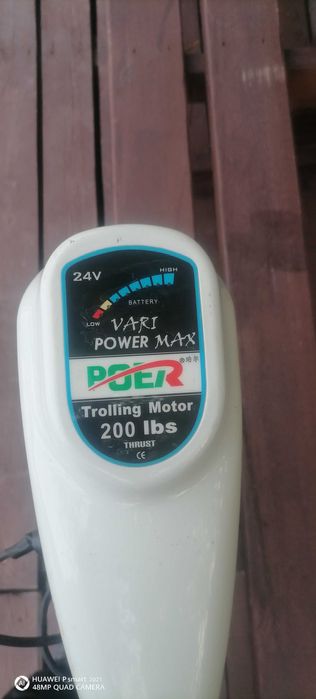 24V
HIGH
BATTERY
LOW
VARI
POWER MAX
POER
Trolling Motor
200 lbs
THRUST
CE
HUAWEI P smart 2021
48MP QUAD CAMERA